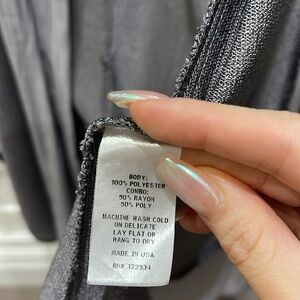 BODY:
100% POLYESTER
COMBO:
50% RAYON
50% POLY
MACHINE WASH COLD
ON DELICATE
LAY FLAT OR
HANG TO DRY
MADE IN USA
RN# 122534